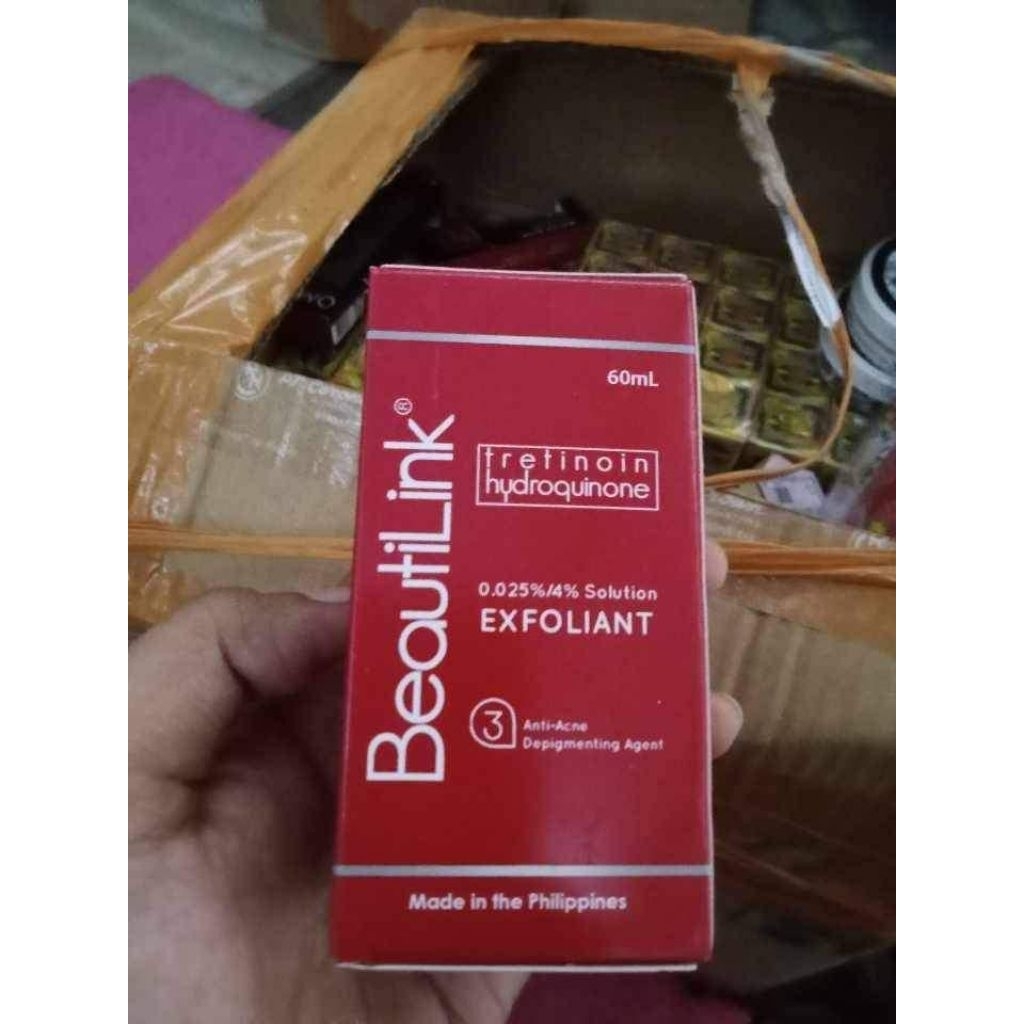 60mL
BeautiLink®
tretinoin
hydroquinone
0.025%/4% Solution
EXFOLIANT
3
Anti-Acne
Depigmenting Agent
Made in the Philippines